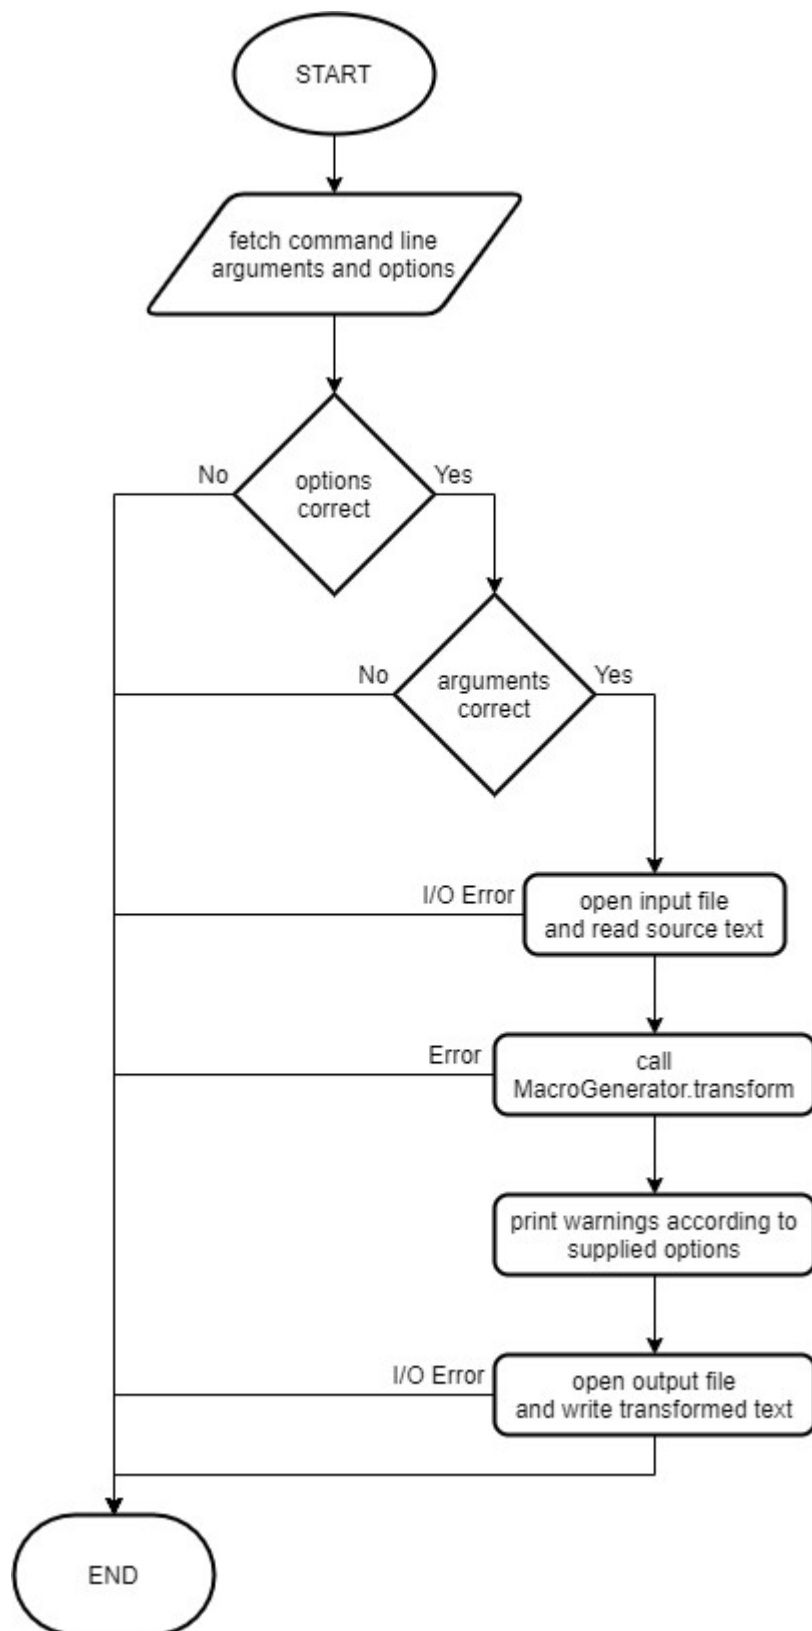 START
fetch command line
arguments and options
No
options
correct
Yes
No
arguments
correct
Yes
I/O Error
open input file
and read source text
Error
call
MacroGenerator.transform
print warnings according to
supplied options
I/O Error
open output file
and write transformed text
END